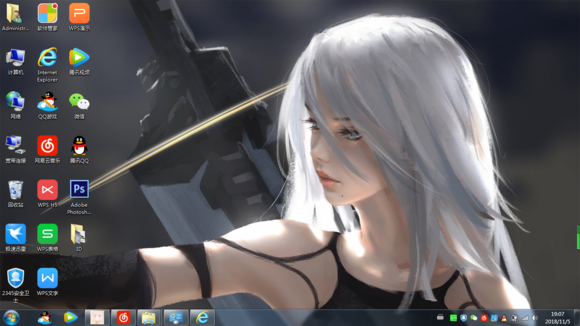 Administr...
软件管家
WPS演示
计算机
Internet
Explorer
腾讯视频
网络
QQ游戏
微信
宽带连接
网易云音乐
腾讯QQ
回收站
WPS H5
Adobe
Photosh...
极速迅雷
WPS表格
ID
2345安全卫
士
WPS文字
19:07
2018/11/5